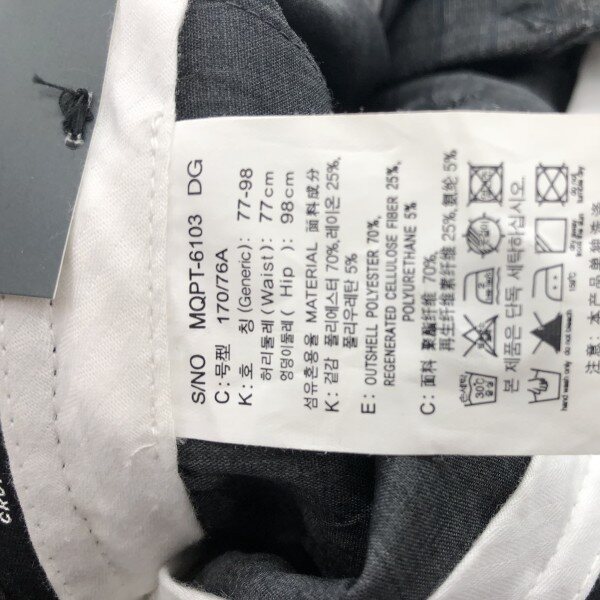 S/NO MQPT-6103 DG
C: 号型 170/76A
K: 호 칭 (Generic): 77-98
허리둘레 (Waist): 77cm
엉덩이둘레 ( Hip ): 98cm
섬유혼용율 MATERIAL 面料成分
K: 겉감 폴리에스터 70%, 레이온 25%,
폴리우레탄 5%
E: OUTSHELL POLYESTER 70%,
REGENERATED CELLULOSE FIBER 25%,
POLYURETHANE 5%
C: 面料 聚酯纤维 70%,
再生纤维素纤维 25%, 氨纶 5%
30℃
본 제품은 단독 세탁하십시오.
hand wash only do not bleach 150℃
注意: 本产品单独洗涤